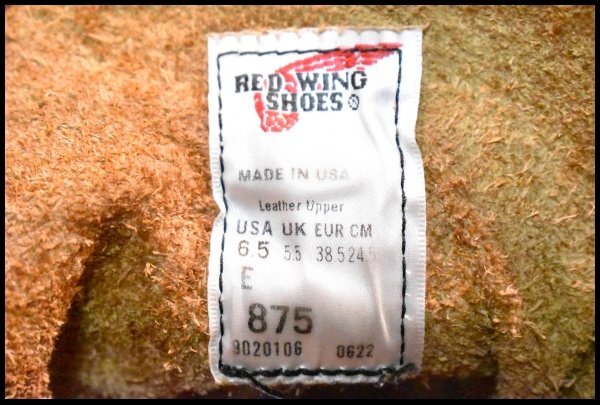 RED WING
SHOES®
MADE IN USA
Leather Upper
USA UK EUR CM
6.5 5.5 38.5 24.5
E
875
9020106 0622